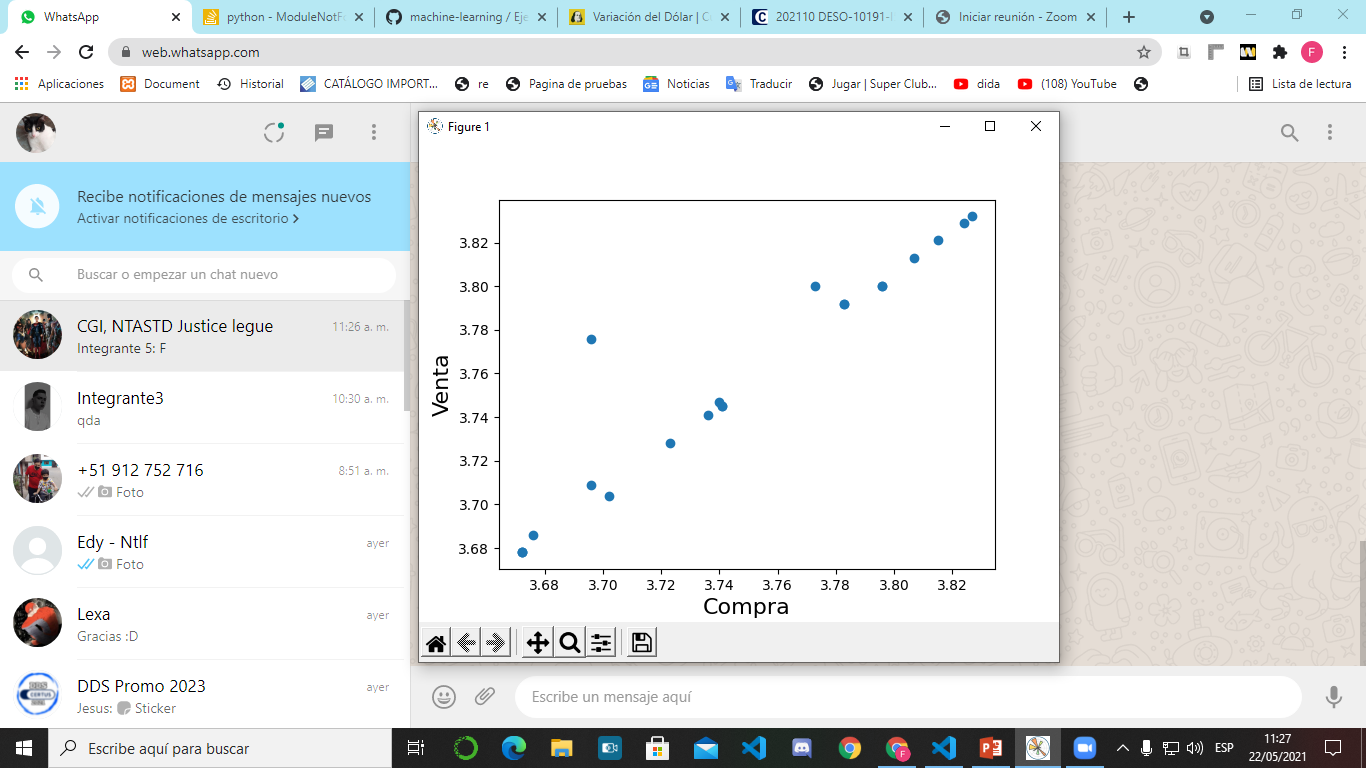 WhatsApp
python - ModuleNotF
machine-learning / Eje
Variación del Dólar | C
202110 DESO-10191-
Iniciar reunión - Zoom
web.whatsapp.com
F
Aplicaciones
Document
Historial
CATÁLOGO IMPORT...
re
Pagina de pruebas
Noticias
Traducir
Jugar | Super Club...
dida
(108) YouTube
Lista de lectura
Recibe notificaciones de mensajes nuevos
Activar notificaciones de escritorio
Buscar o empezar un chat nuevo
CGI, NTASTD Justice legue
11:26 a. m.
Integrante 5: F
Integrante3
10:30 a. m.
qda
+51 912 752 716
8:51 a. m.
Foto
Edy - Ntlf
ayer
Foto
Lexa
ayer
Gracias :D
DDS Promo 2023
ayer
Jesus: Sticker
Figure 1
3.82
3.80
3.78
3.76
3.74
3.72
3.70
3.68
Venta
3.68 3.70 3.72 3.74 3.76 3.78 3.80 3.82
Compra
Escribe un mensaje aquí
Escribe aquí para buscar
ESP
11:27
22/05/2021